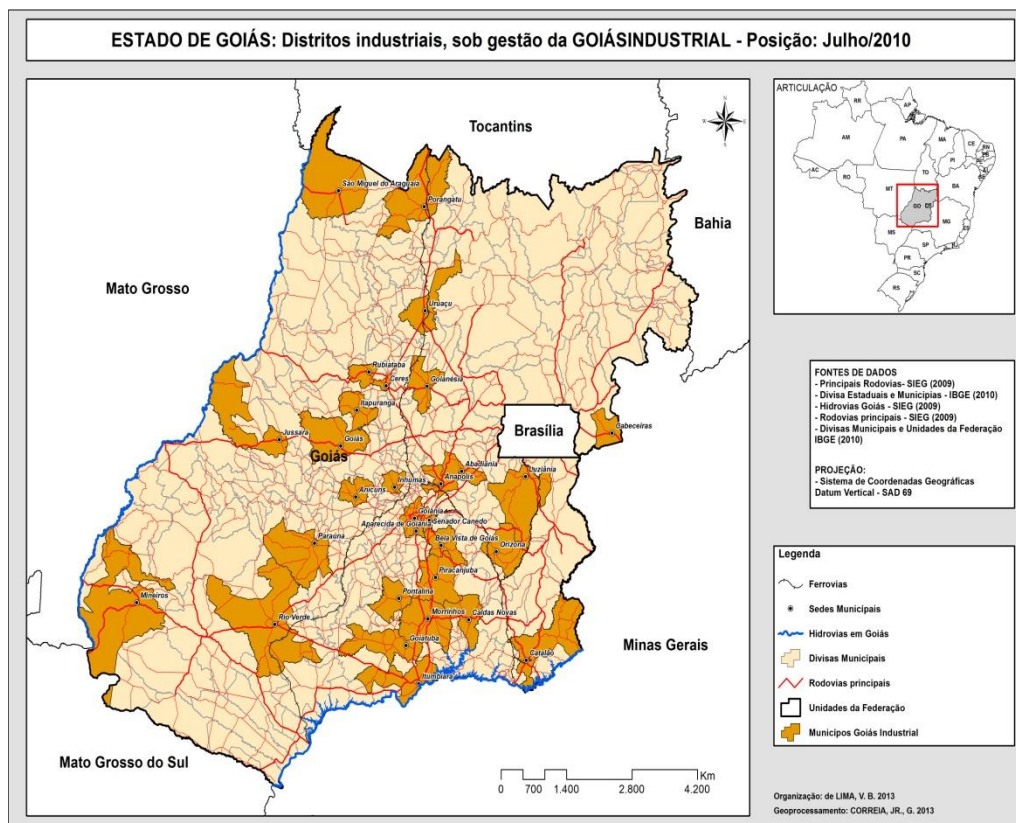 ESTADO DE GOIÁS: Distritos industriais, sob gestão da GOIÁSINDUSTRIAL - Posição: Julho/2010
Tocantins
N
W
E
S
São Miguel do Araguaia
Porangatu
Bahia
Mato Grosso
Uruaçu
Rubiataba
Ceres
Goianésia
Itapuranga
Brasília
Cabeceiras
Jussara
Goiás
Goiás
Abadiânia
Luziânia
Inhumas
Anápolis
Anicuns
Goiânia
Senador Canedo
Aparecida de Goiânia
Paraúna
Bela Vista de Goiás
Orizona
Piracanjuba
Mineiros
Pontalina
Rio Verde
Morrinhos
Caldas Novas
Goiatuba
Minas Gerais
Catalão
Itumbiara
Mato Grosso do Sul
Km
0 700 1.400 2.800 4.200
ARTICULAÇÃO
RR
AP
AM
PA
MA
CE
RN
PB
PI
AC
TO
RO
MT
BA
GO
MG
MS
ES
SP
PR
SC
RS
FONTES DE DADOS
- Principais Rodovias- SIEG (2009)
- Divisa Estaduais e Municípias - IBGE (2010)
- Hidrovias Goiás - SIEG (2009)
- Rodovias principais - SIEG (2009)
- Divisas Municipais e Unidades da Federação
IBGE (2010)
PROJEÇÃO:
- Sistema de Coordenadas Geográficas
Datum Vertical - SAD 69
Legenda
Ferrovias
Sedes Municipais
Hidrovias em Goiás
Divisas Municipais
Rodovias principais
Unidades da Federação
Municipos Goiás Industrial
Organização: de LIMA, V. B. 2013
Geoprocessamento: CORREIA, JR., G. 2013